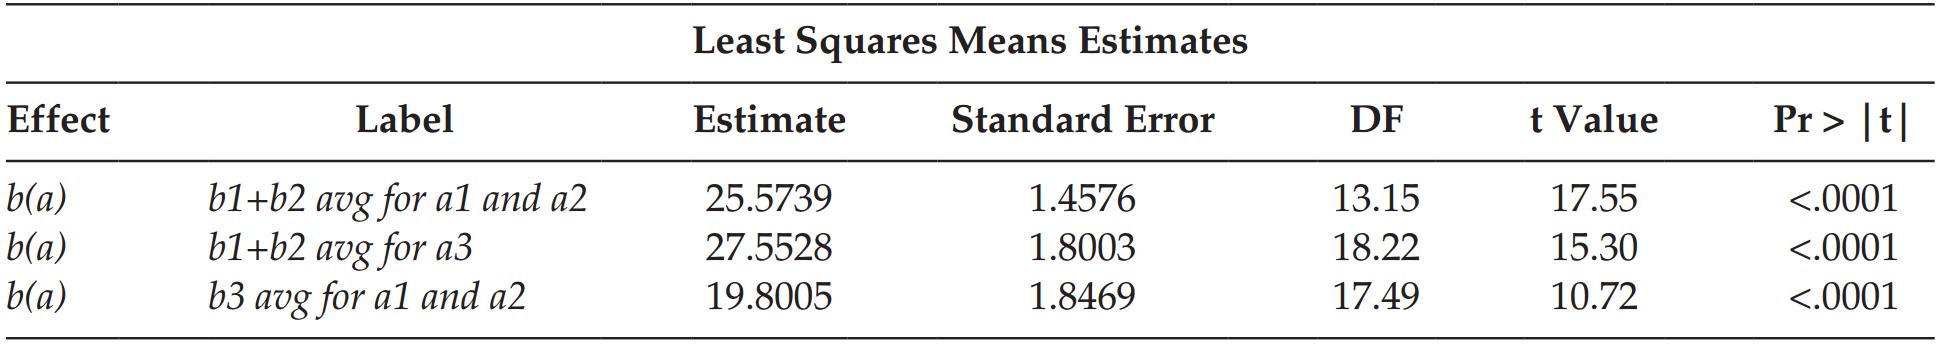 Least Squares Means Estimates
Effect Label Estimate Standard Error DF t Value Pr > |t|
b(a) b1+b2 avg for a1 and a2 25.5739 1.4576 13.15 17.55 <.0001
b(a) b1+b2 avg for a3 27.5528 1.8003 18.22 15.30 <.0001
b(a) b3 avg for a1 and a2 19.8005 1.8469 17.49 10.72 <.0001